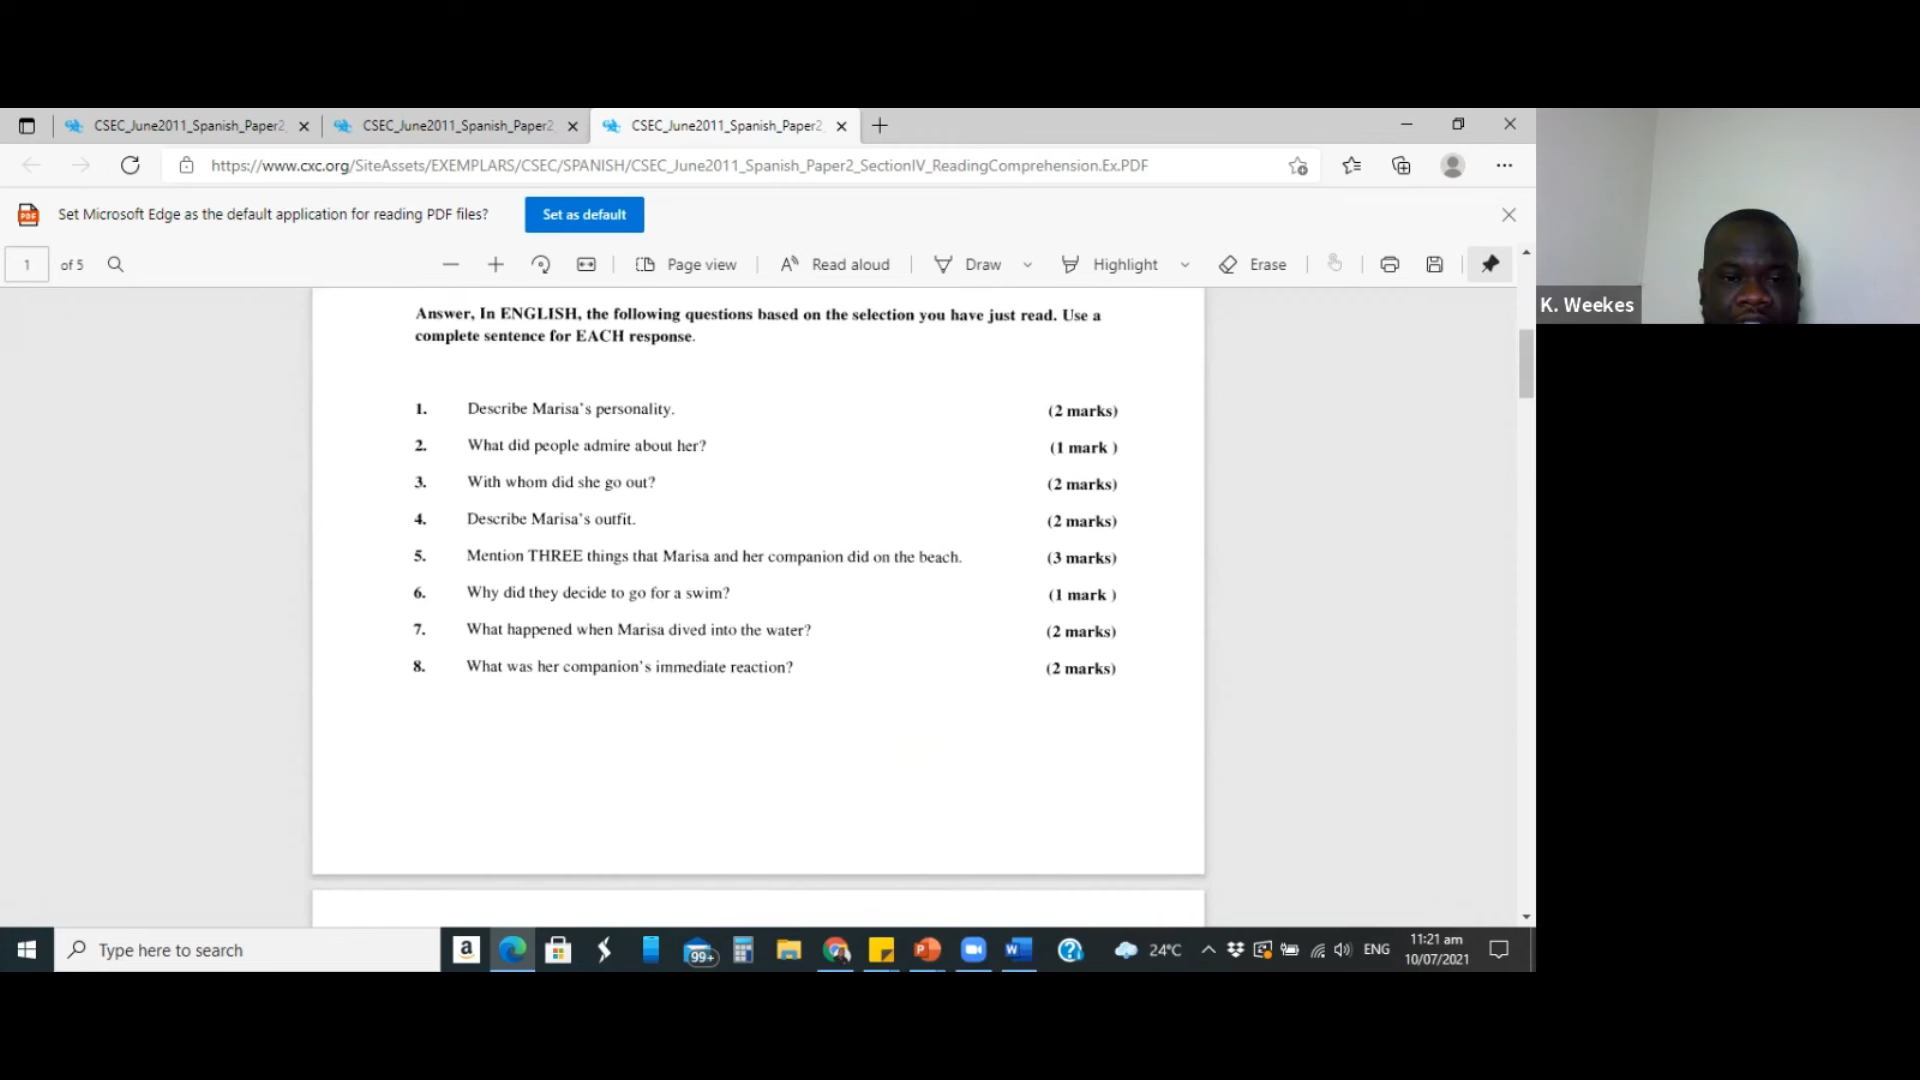 CSEC_June2011_Spanish_Paper2_
CSEC_June2011_Spanish_Paper2_
CSEC_June2011_Spanish_Paper2_
https://www.cxc.org/SiteAssets/EXEMPLARS/CSEC/SPANISH/CSEC_June2011_Spanish_Paper2_SectionIV_ReadingComprehension.Ex.PDF
PDF Set Microsoft Edge as the default application for reading PDF files? Set as default
1 of 5 Page view Read aloud Draw Highlight Erase
K. Weekes
Answer, In ENGLISH, the following questions based on the selection you have just read. Use a
complete sentence for EACH response.
1. Describe Marisa's personality. (2 marks)
2. What did people admire about her? (1 mark )
3. With whom did she go out? (2 marks)
4. Describe Marisa's outfit. (2 marks)
5. Mention THREE things that Marisa and her companion did on the beach. (3 marks)
6. Why did they decide to go for a swim? (1 mark )
7. What happened when Marisa dived into the water? (2 marks)
8. What was her companion's immediate reaction? (2 marks)
Type here to search a 99+ P W 24°C ENG 11:21 am
10/07/2021